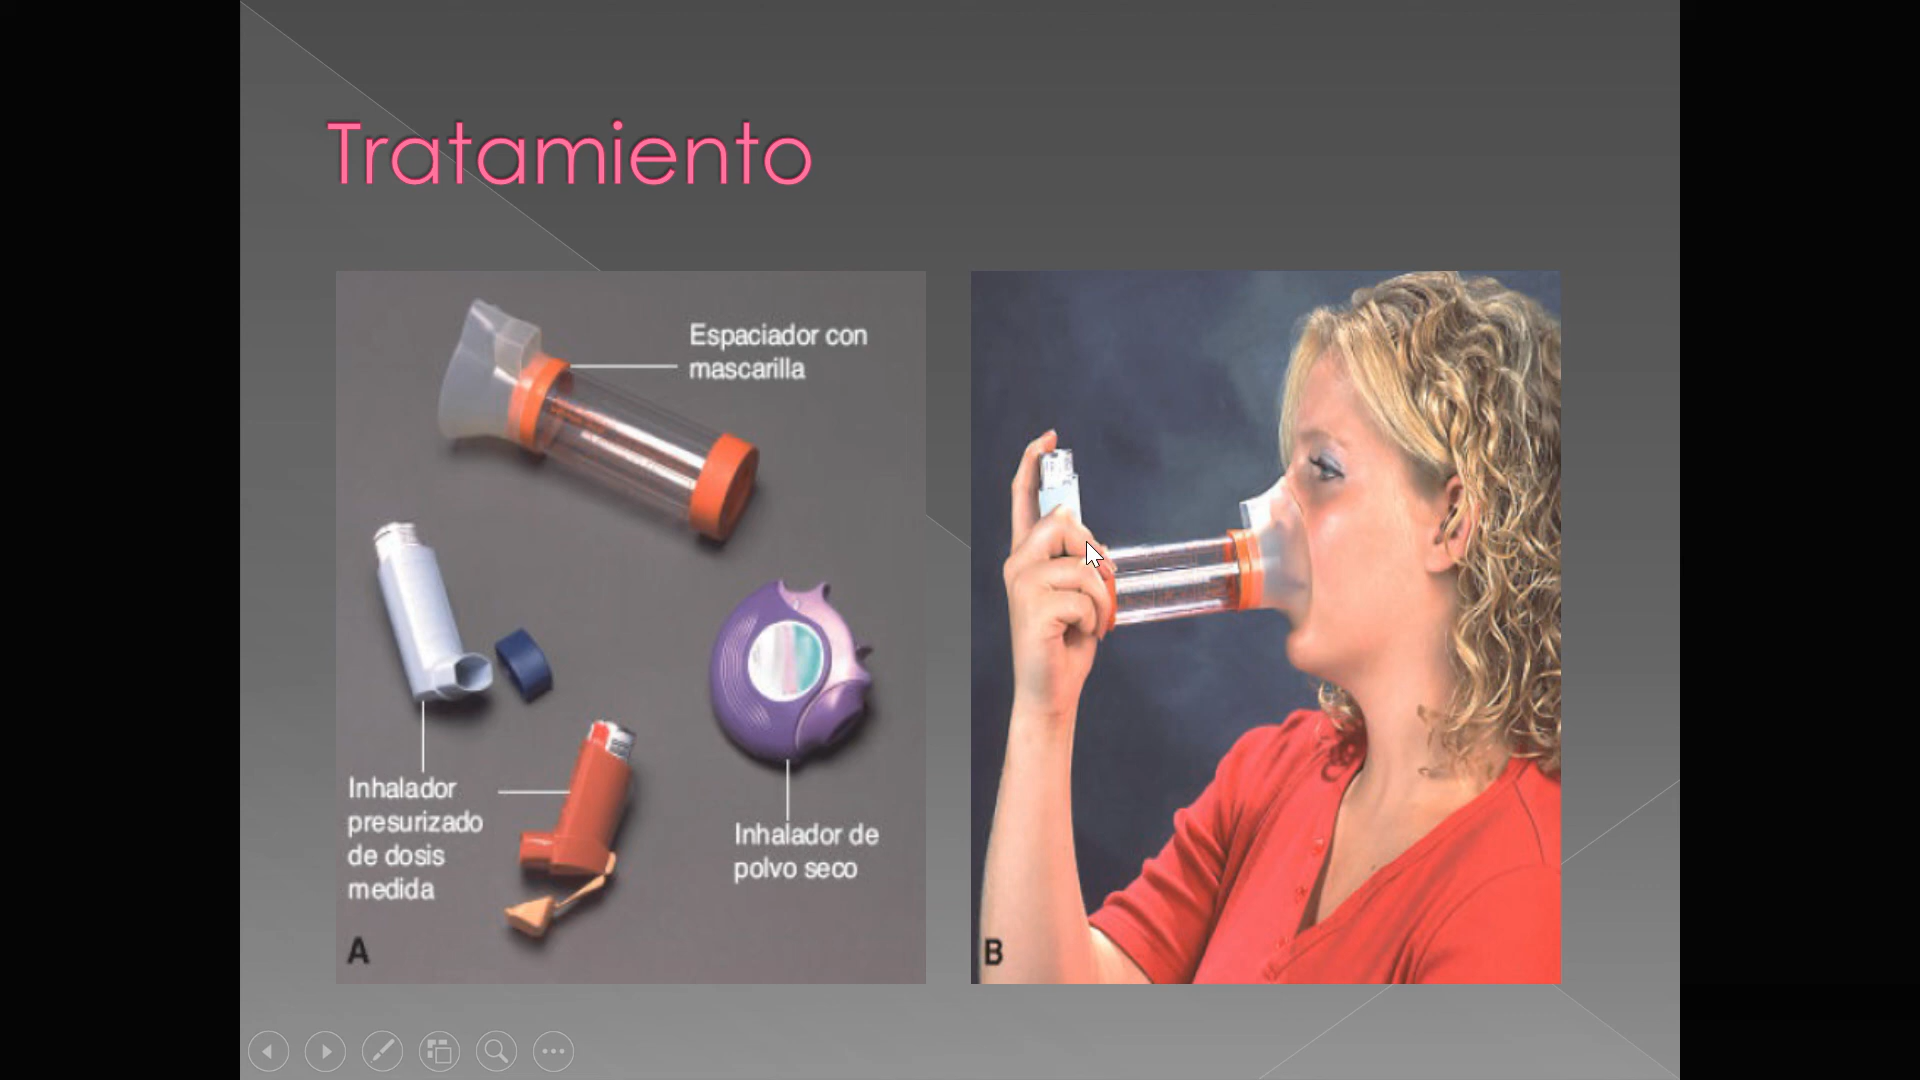 Tratamiento
Espaciador con
mascarilla
Inhalador
presurizado
de dosis
medida
Inhalador de
polvo seco
A
B